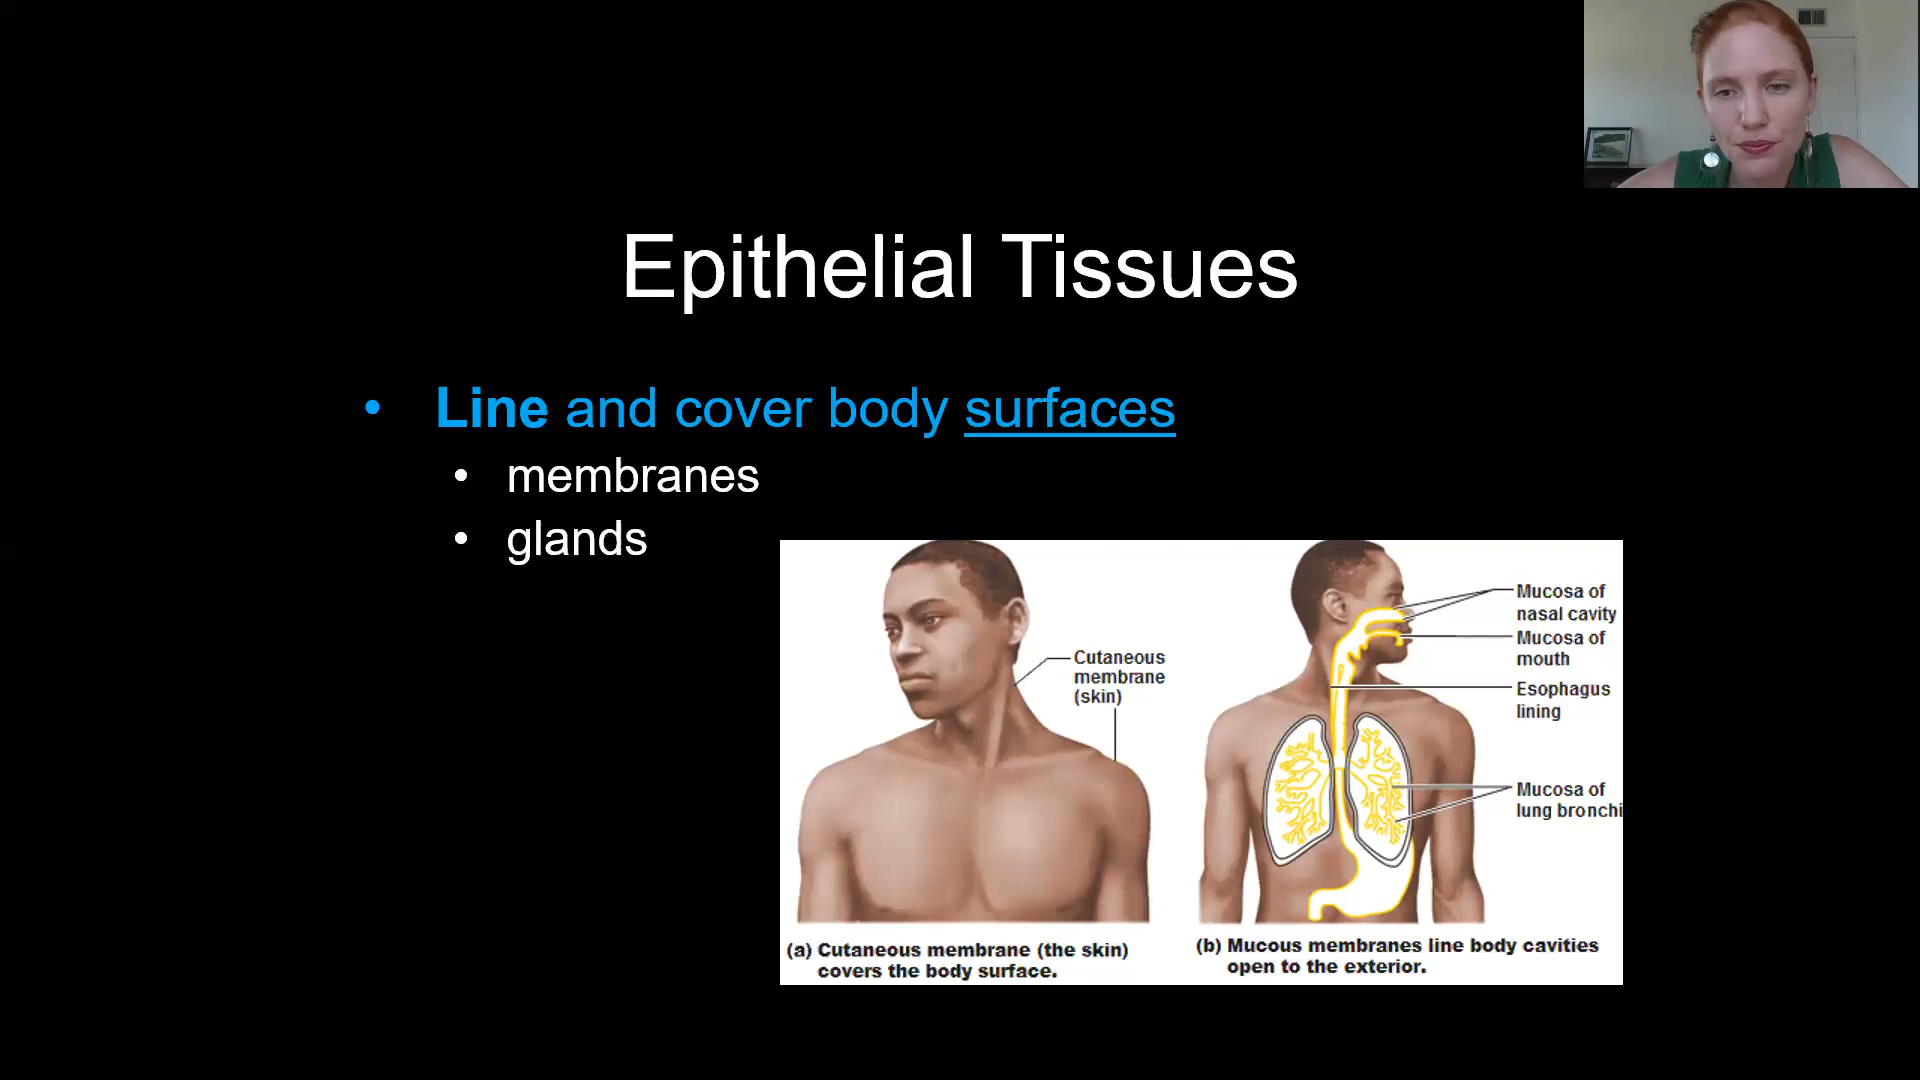 Epithelial Tissues
• Line and cover body surfaces
• membranes
• glands
Cutaneous
membrane
(skin)
(a) Cutaneous membrane (the skin)
covers the body surface.
Mucosa of
nasal cavity
Mucosa of
mouth
Esophagus
lining
Mucosa of
lung bronchi
(b) Mucous membranes line body cavities
open to the exterior.